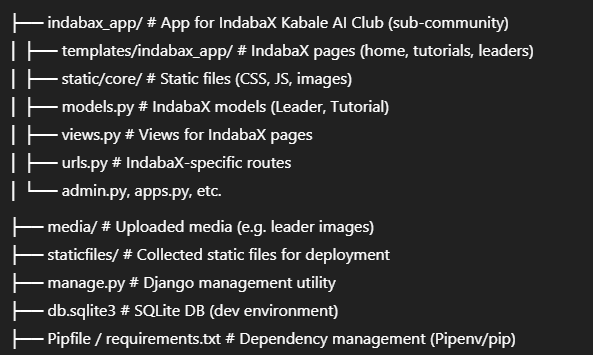 ├── indabax_app/ # App for IndabaX Kabale AI Club (sub-community)
│ ├── templates/indabax_app/ # IndabaX pages (home, tutorials, leaders)
│ ├── static/core/ # Static files (CSS, JS, images)
│ ├── models.py # IndabaX models (Leader, Tutorial)
│ ├── views.py # Views for IndabaX pages
│ ├── urls.py # IndabaX-specific routes
│ └── admin.py, apps.py, etc.
├── media/ # Uploaded media (e.g. leader images)
├── staticfiles/ # Collected static files for deployment
├── manage.py # Django management utility
├── db.sqlite3 # SQLite DB (dev environment)
├── Pipfile / requirements.txt # Dependency management (Pipenv/pip)